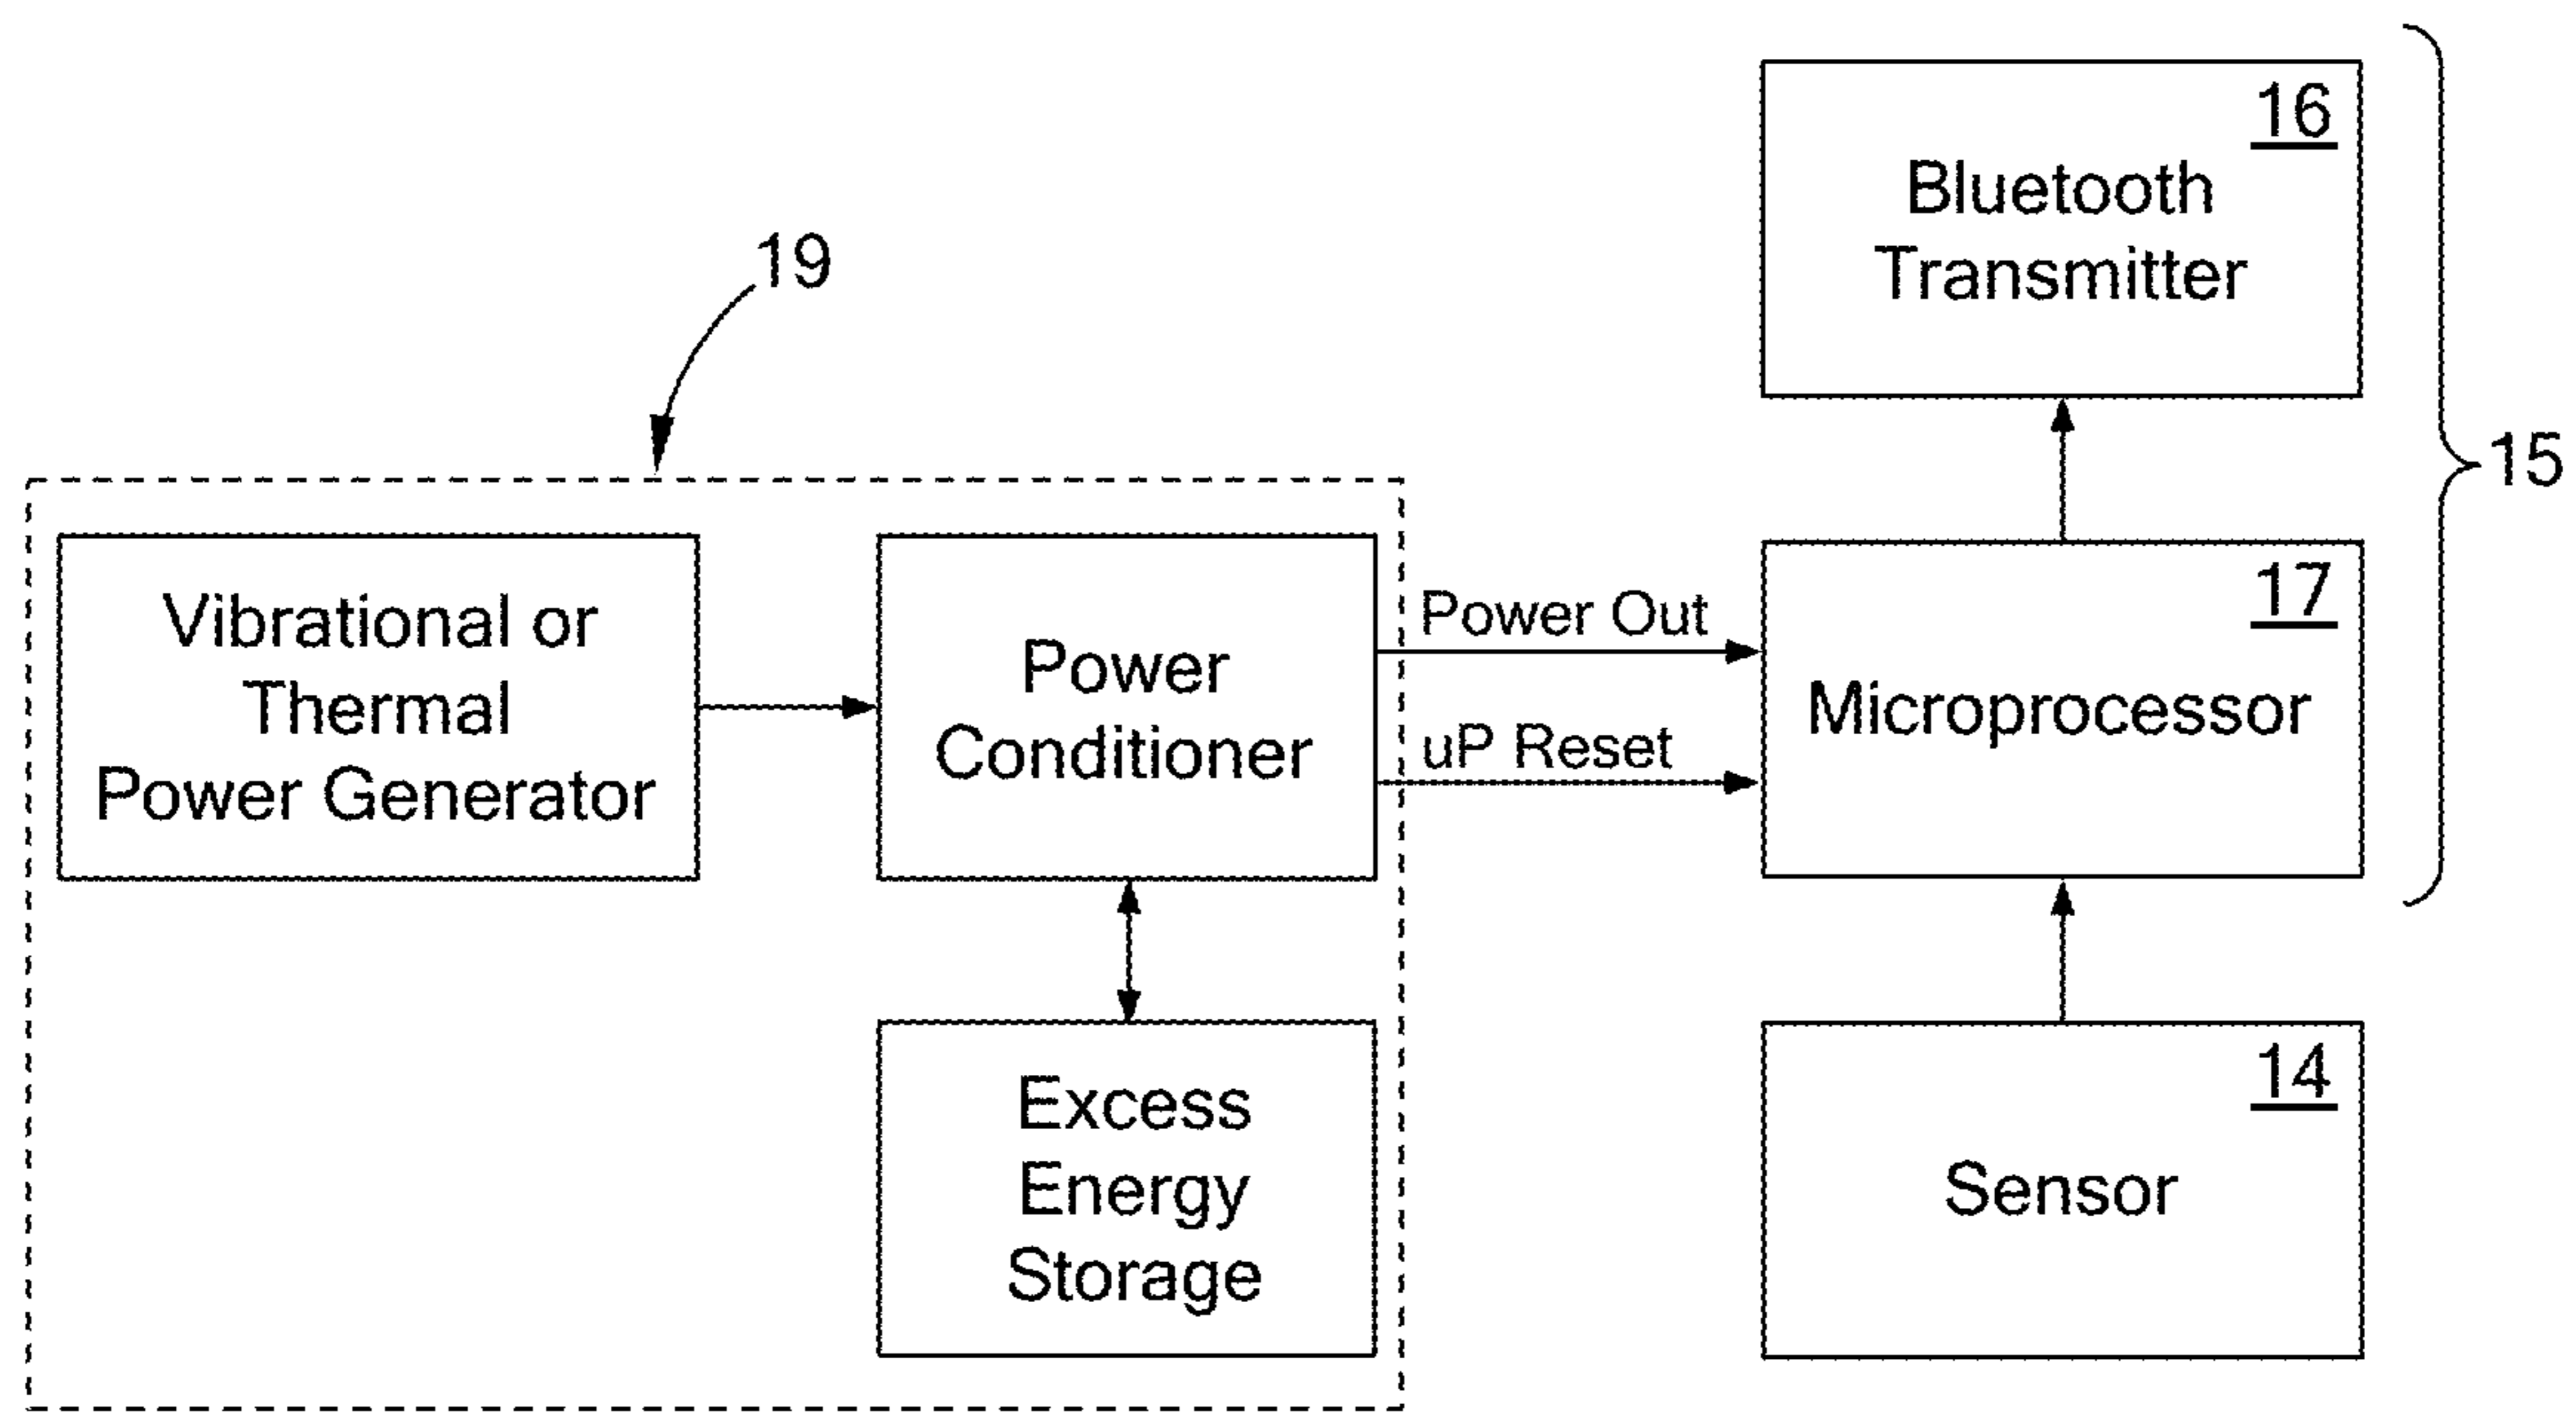 16
Bluetooth
Transmitter
19
15
Vibrational or
Thermal
Power Generator
Power
Conditioner
Power Out
uP Reset
17
Microprocessor
Excess
Energy
Storage
14
Sensor